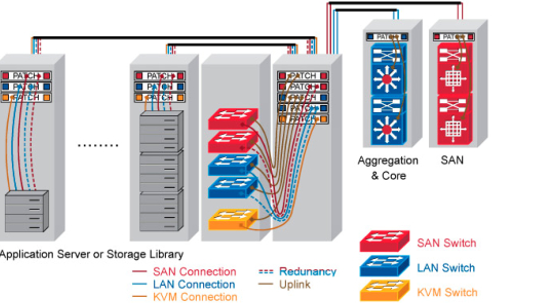 PATCH
PATCH
PATCH
PATCH
PATCH
PATCH
PATCH
PATCH
PATCH
PATCH
PATCH
PATCH
PATCH
Aggregation
& Core
SAN
Application Server or Storage Library
SAN Connection
LAN Connection
KVM Connection
Redundancy
Uplink
SAN Switch
LAN Switch
KVM Switch